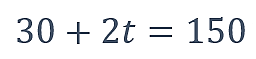 30 + 2t = 150